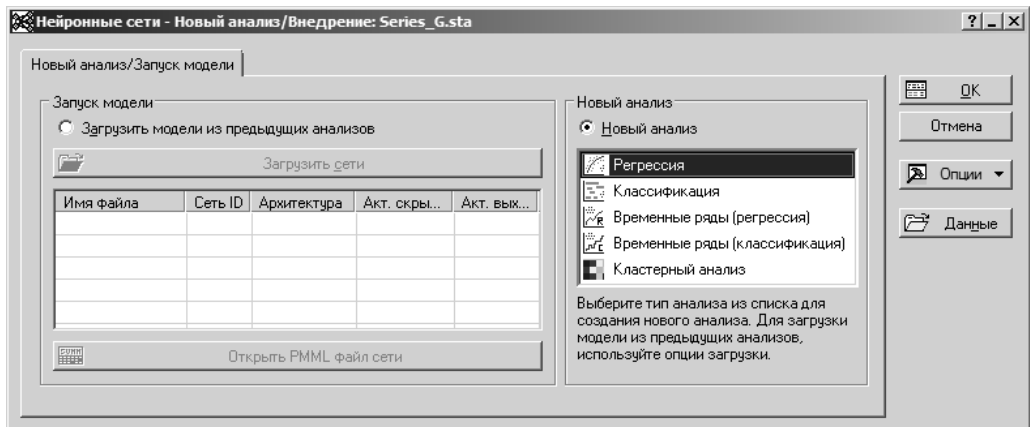 Нейронные сети - Новый анализ/Внедрение: Series_G.sta
Новый анализ/Запуск модели
Запуск модели
Загрузить модели из предыдущих анализов
Загрузить сети
Имя файла Сеть ID Архитектура Акт. скры... Акт. вых...
Открыть PMML файл сети
Новый анализ
Новый анализ
Регрессия
Классификация
Временные ряды (регрессия)
Временные ряды (классификация)
Кластерный анализ
Выберите тип анализа из списка для
создания нового анализа. Для загрузки
модели из предыдущих анализов,
используйте опции загрузки.
OK
Отмена
Опции
Данные